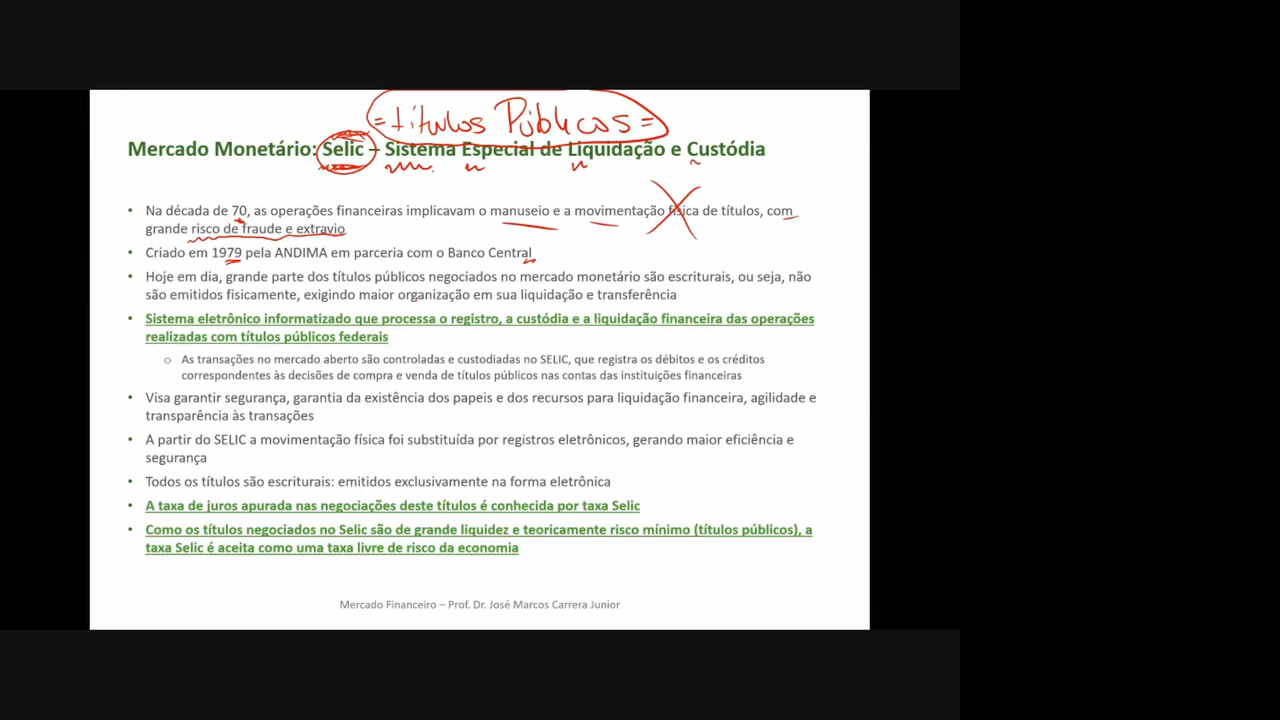 = títulos Públicos =
Mercado Monetário: Selic – Sistema Especial de Liquidação e Custódia
• Na década de 70, as operações financeiras implicavam o manuseio e a movimentação física de títulos, com
grande risco de fraude e extravio
• Criado em 1979 pela ANDIMA em parceria com o Banco Central
• Hoje em dia, grande parte dos títulos públicos negociados no mercado monetário são escriturais, ou seja, não
são emitidos fisicamente, exigindo maior organização em sua liquidação e transferência
• Sistema eletrônico informatizado que processa o registro, a custódia e a liquidação financeira das operações
realizadas com títulos públicos federais
o As transações no mercado aberto são controladas e custodiadas no SELIC, que registra os débitos e os créditos
correspondentes às decisões de compra e venda de títulos públicos nas contas das instituições financeiras
• Visa garantir segurança, garantia da existência dos papeis e dos recursos para liquidação financeira, agilidade e
transparência às transações
• A partir do SELIC a movimentação física foi substituída por registros eletrônicos, gerando maior eficiência e
segurança
• Todos os títulos são escriturais: emitidos exclusivamente na forma eletrônica
• A taxa de juros apurada nas negociações deste títulos é conhecida por taxa Selic
• Como os títulos negociados no Selic são de grande liquidez e teoricamente risco mínimo (títulos públicos), a
taxa Selic é aceita como uma taxa livre de risco da economia
Mercado Financeiro – Prof. Dr. José Marcos Carrera Junior